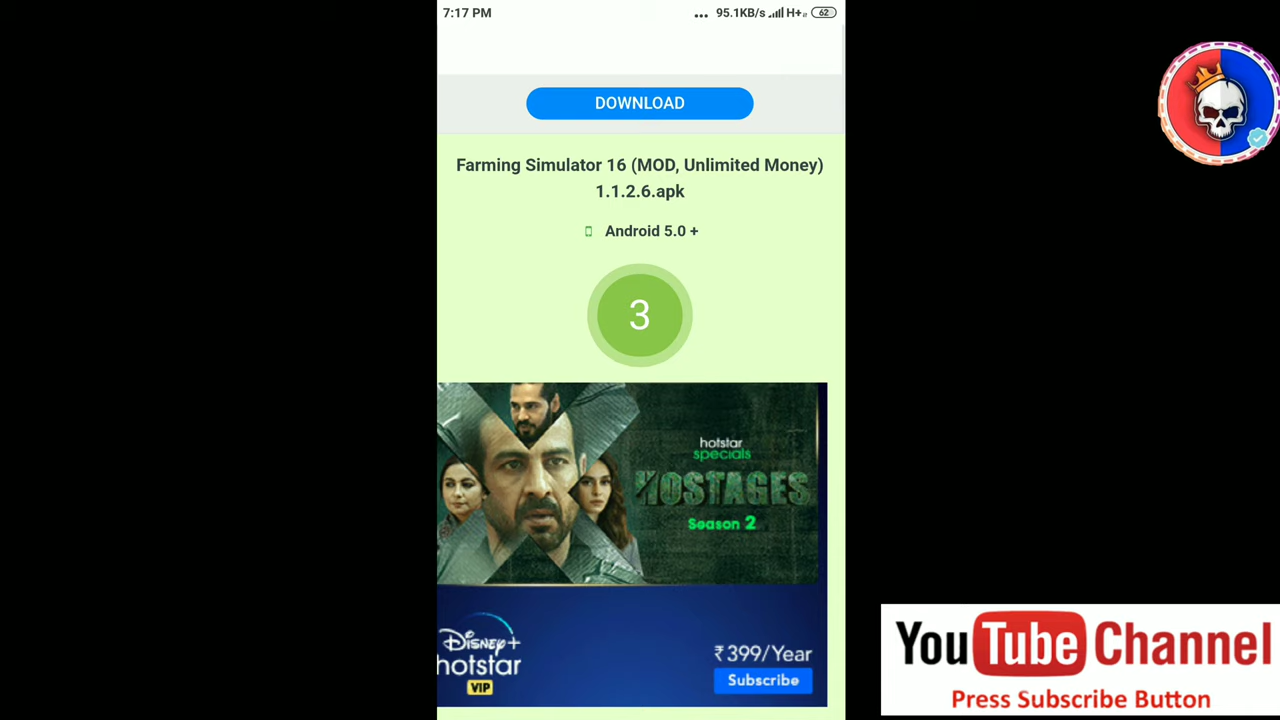 7:17 PM
95.1KB/s H+ 62
DOWNLOAD
Farming Simulator 16 (MOD, Unlimited Money)
1.1.2.6.apk
Android 5.0 +
3
hotstar
specials
HOSTAGES
Season 2
Disney+
hotstar
VIP
₹399/Year
Subscribe
YouTube Channel
Press Subscribe Button